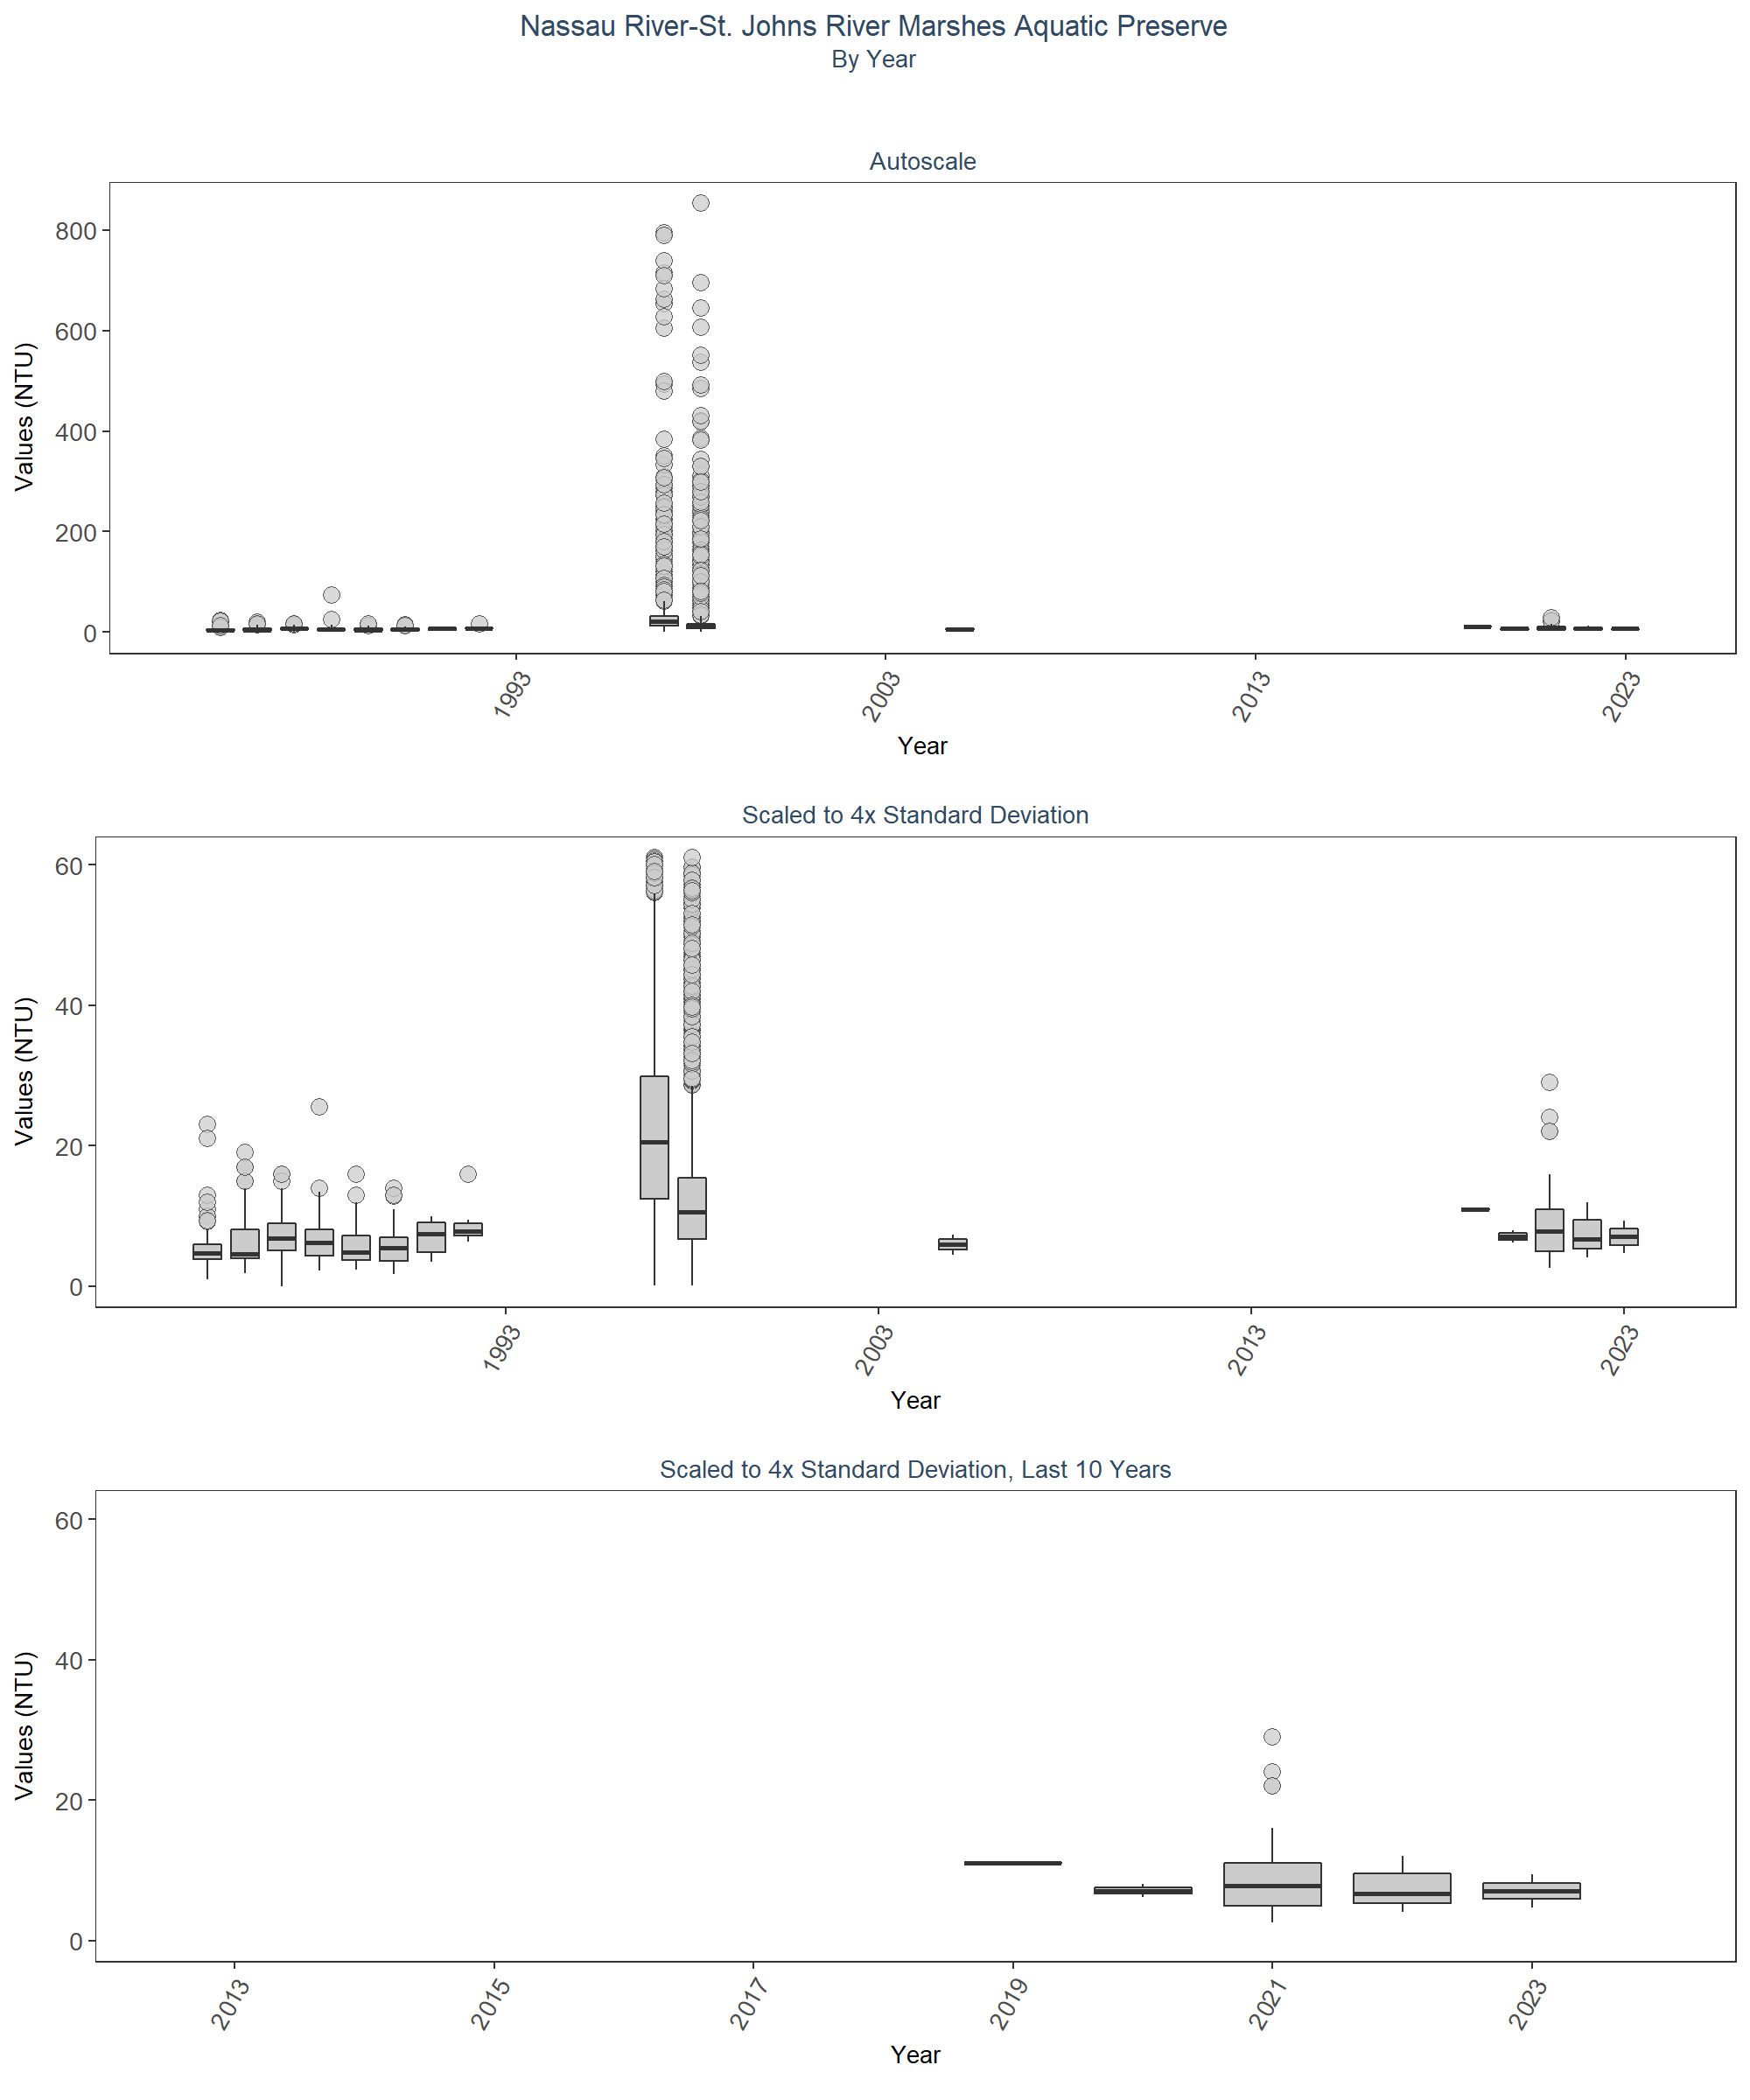 Nassau River-St. Johns River Marshes Aquatic Preserve
By Year
Autoscale
Values (NTU)
800
600
400
200
0
1993
2003
2013
2023
Year
Scaled to 4x Standard Deviation
Values (NTU)
60
40
20
0
1993
2003
2013
2023
Year
Scaled to 4x Standard Deviation, Last 10 Years
Values (NTU)
60
40
20
0
2013
2015
2017
2019
2021
2023
Year